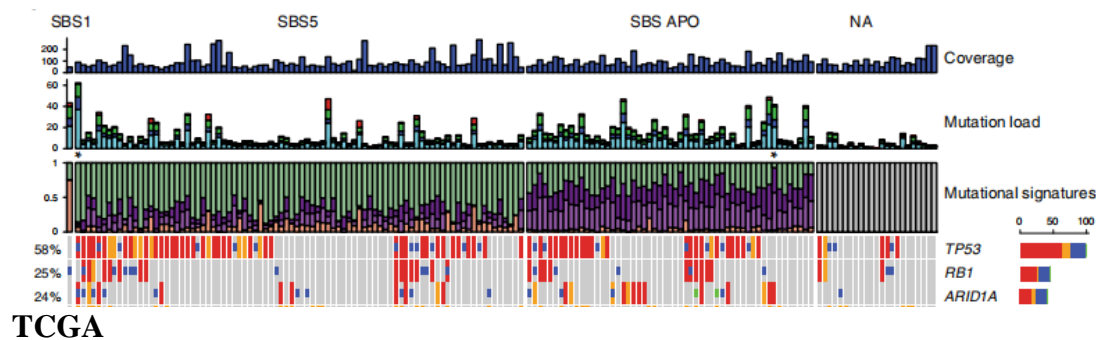 SBS1 SBS5 SBS APO NA
200
100
0
Coverage
60
40
20
0
Mutation load
* *
1
0.5
0
Mutational signatures
0 50 100
58% TP53
25% RB1
24% ARID1A
TCGA